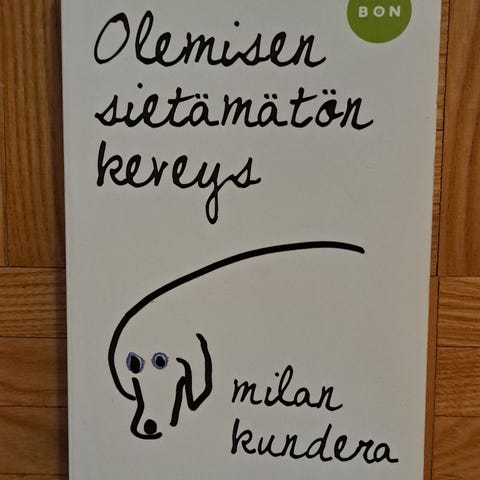 BON
Olemisen
sietämätön
keveys
milan
kundera